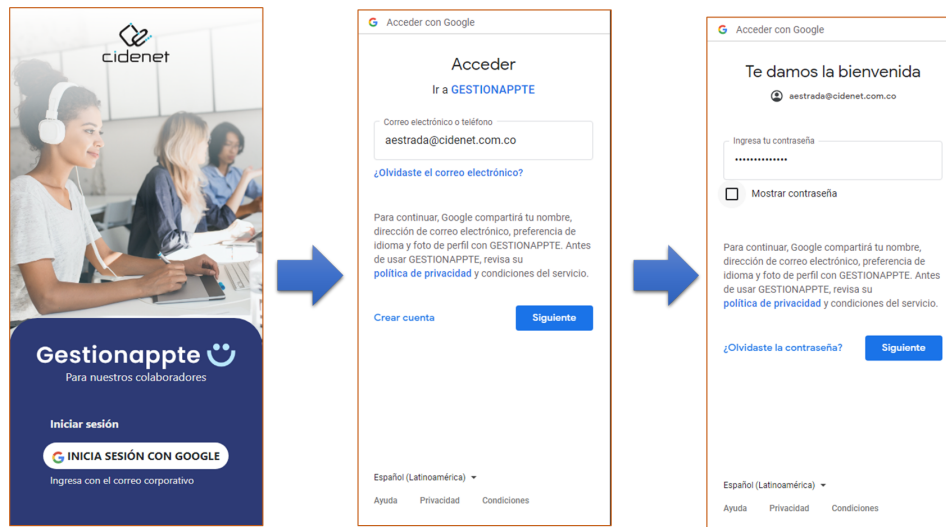 cidenet
Gestionappte
Para nuestros colaboradores
Iniciar sesión
INICIA SESIÓN CON GOOGLE
Ingresa con el correo corporativo
Acceder con Google
Acceder
Ir a GESTIONAPPTE
Correo electrónico o teléfono
aestrada@cidenet.com.co
¿Olvidaste el correo electrónico?
Para continuar, Google compartirá tu nombre,
dirección de correo electrónico, preferencia de
idioma y foto de perfil con GESTIONAPPTE. Antes
de usar GESTIONAPPTE, revisa su
política de privacidad y condiciones del servicio.
Crear cuenta
Siguiente
Español (Latinoamérica)
Ayuda Privacidad Condiciones
Acceder con Google
Te damos la bienvenida
aestrada@cidenet.com.co
Ingresa tu contraseña
••••••••••••••
Mostrar contraseña
Para continuar, Google compartirá tu nombre,
dirección de correo electrónico, preferencia de
idioma y foto de perfil con GESTIONAPPTE. Antes
de usar GESTIONAPPTE, revisa su
política de privacidad y condiciones del servicio.
¿Olvidaste la contraseña?
Siguiente
Español (Latinoamérica)
Ayuda Privacidad Condiciones